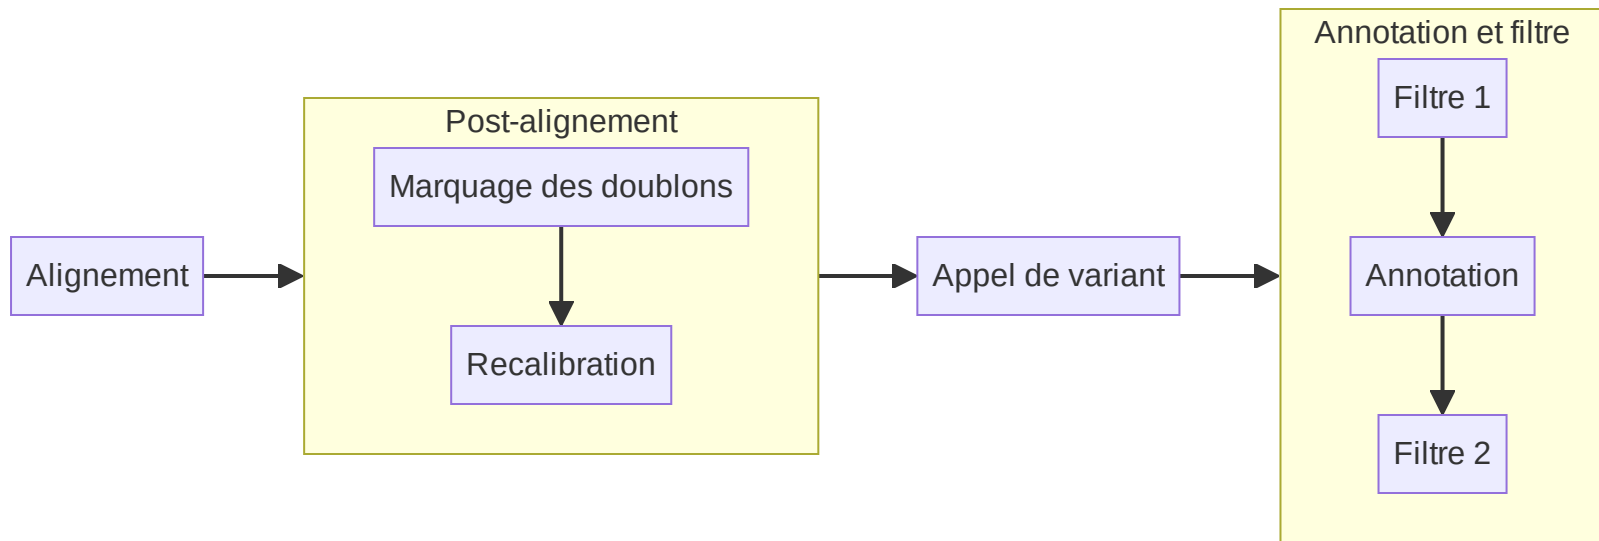 Alignement
Post-alignement
Marquage des doublons
Recalibration
Appel de variant
Annotation et filtre
Filtre 1
Annotation
Filtre 2